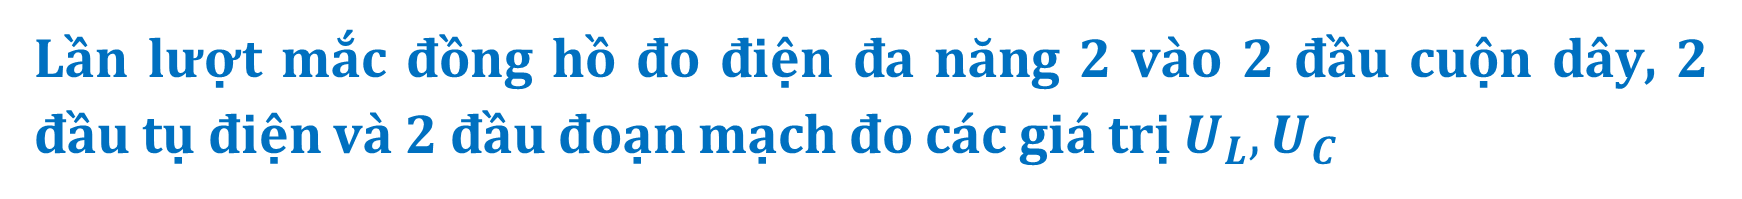 Lần lượt mắc đồng hồ đo điện đa năng 2 vào 2 đầu cuộn dây, 2
đầu tụ điện và 2 đầu đoạn mạch đo các giá trị U_L, U_C